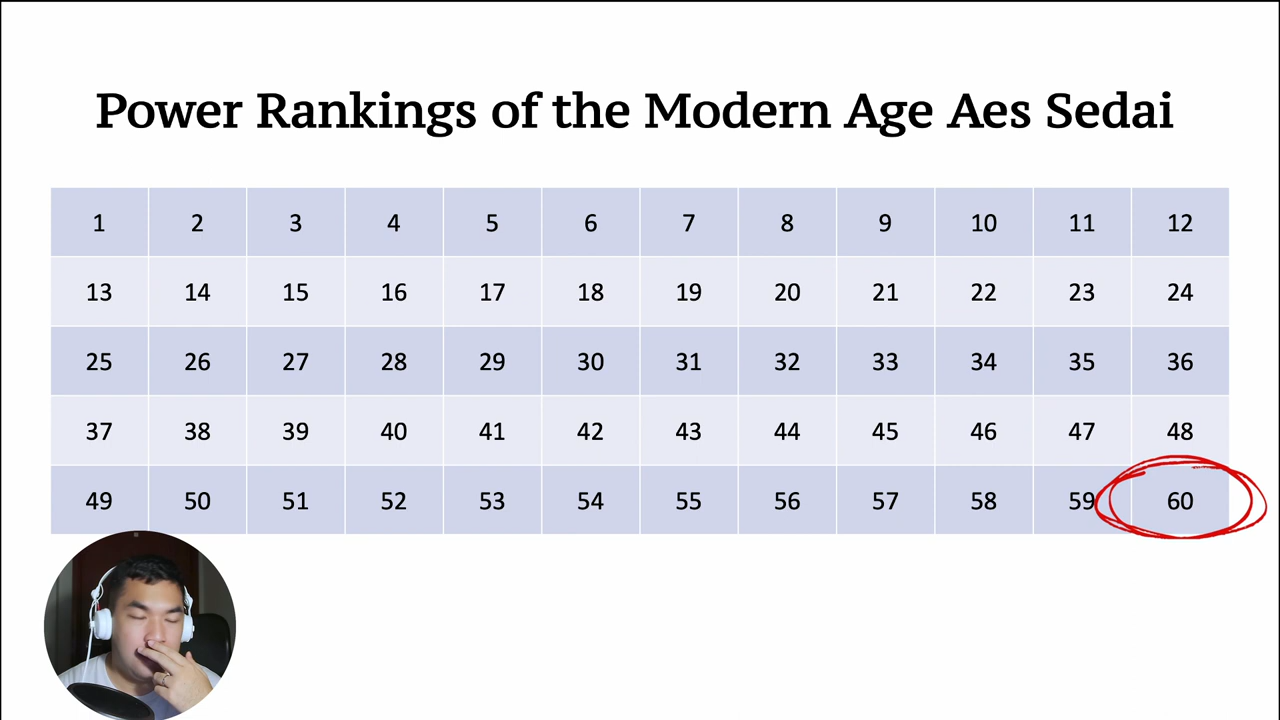 Power Rankings of the Modern Age Aes Sedai
1 2 3 4 5 6 7 8 9 10 11 12
13 14 15 16 17 18 19 20 21 22 23 24
25 26 27 28 29 30 31 32 33 34 35 36
37 38 39 40 41 42 43 44 45 46 47 48
49 50 51 52 53 54 55 56 57 58 59 60